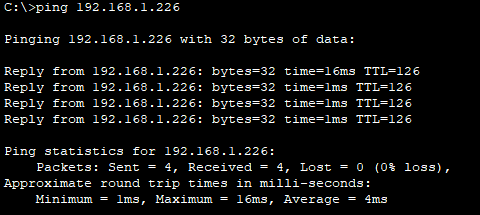 C:\>ping 192.168.1.226
Pinging 192.168.1.226 with 32 bytes of data:
Reply from 192.168.1.226: bytes=32 time=16ms TTL=126
Reply from 192.168.1.226: bytes=32 time=1ms TTL=126
Reply from 192.168.1.226: bytes=32 time=1ms TTL=126
Reply from 192.168.1.226: bytes=32 time=1ms TTL=126
Ping statistics for 192.168.1.226:
Packets: Sent = 4, Received = 4, Lost = 0 (0% loss),
Approximate round trip times in milli-seconds:
Minimum = 1ms, Maximum = 16ms, Average = 4ms